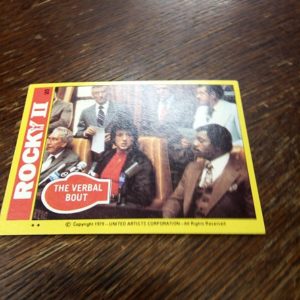 ROCKY II
THE VERBAL
BOUT
© Copyright 1979 - UNITED ARTISTS CORPORATION - All Rights Reserved